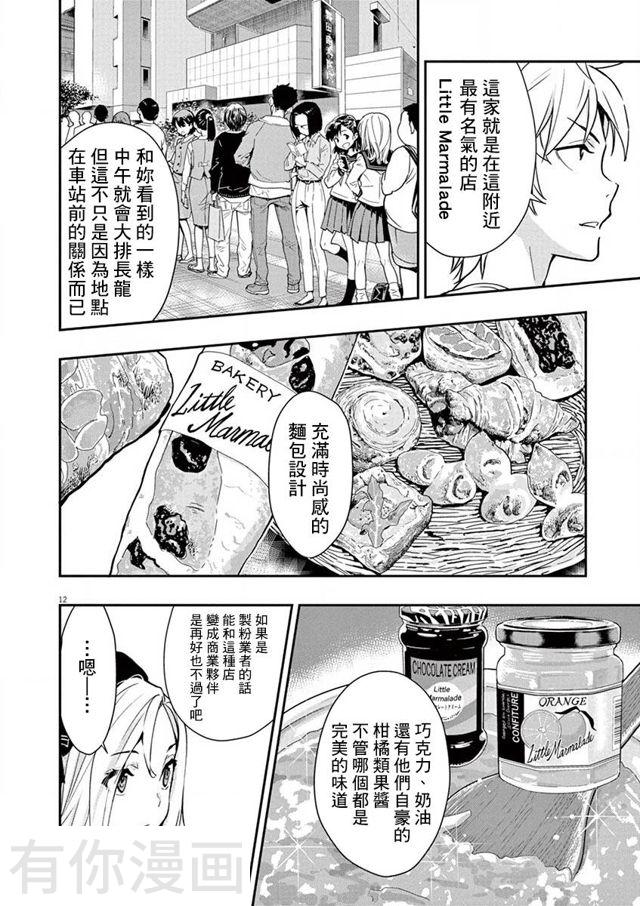 這家就是在這附近
最有名氣的店
Little Marmalade
和妳看到的一樣
中午就會大排長龍
但這不只是因為地點
在車站前的關係而已
充滿時尚感的
麵包設計
BAKERY
Little
Marmala
CHOCOLATE CREAM
Little
Marmalade
ORANGE
Little Marmalade
CONFITURE
巧克力、奶油
還有他們自豪的
柑橘類果醬
不管哪個都是
完美的味道
如果是
製粉業者的話
能和這種店
變成商業夥伴
是再好也不過了吧
…嗯——…
12
有你漫画